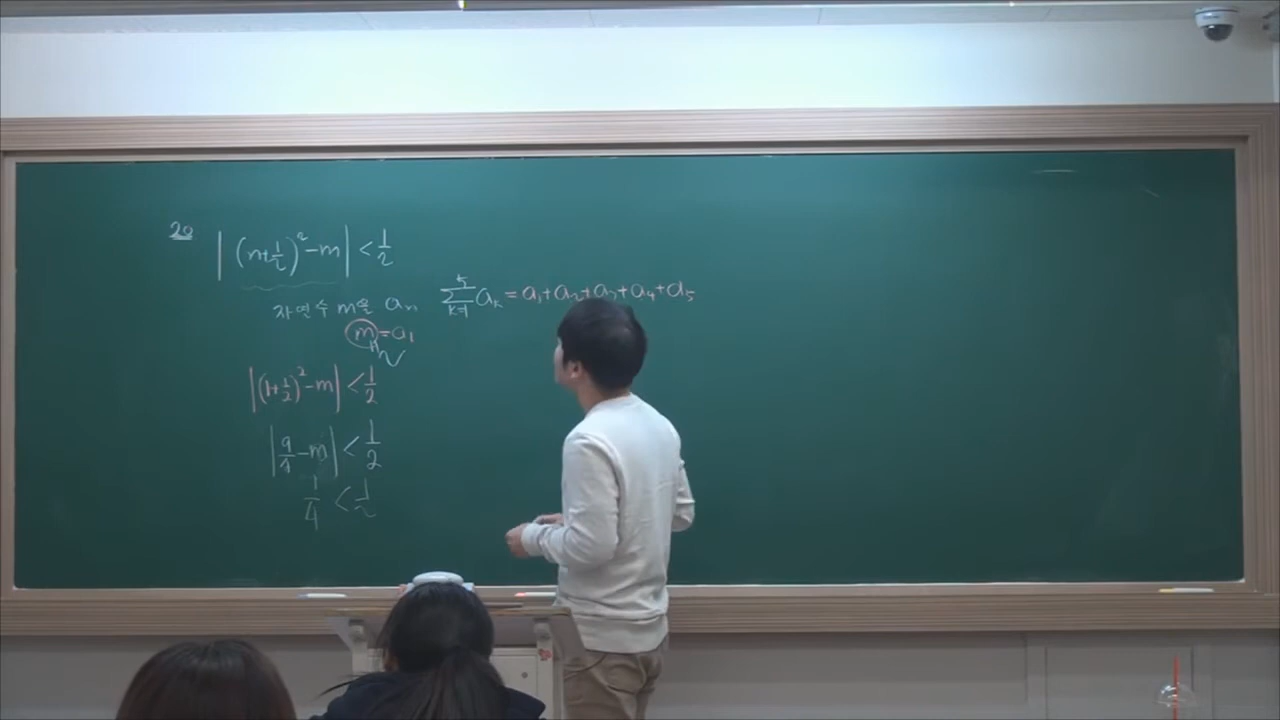 20 |(n+1/2)²-m|<1/2
자연수 m을 aₙ
m=a₁
|(1+1/2)²-m|<1/2
|9/4-m|<1/2
1/4<1/2
∑_{k=1}^{5} aₖ=a₁+a₂+a₃+a₄+a₅